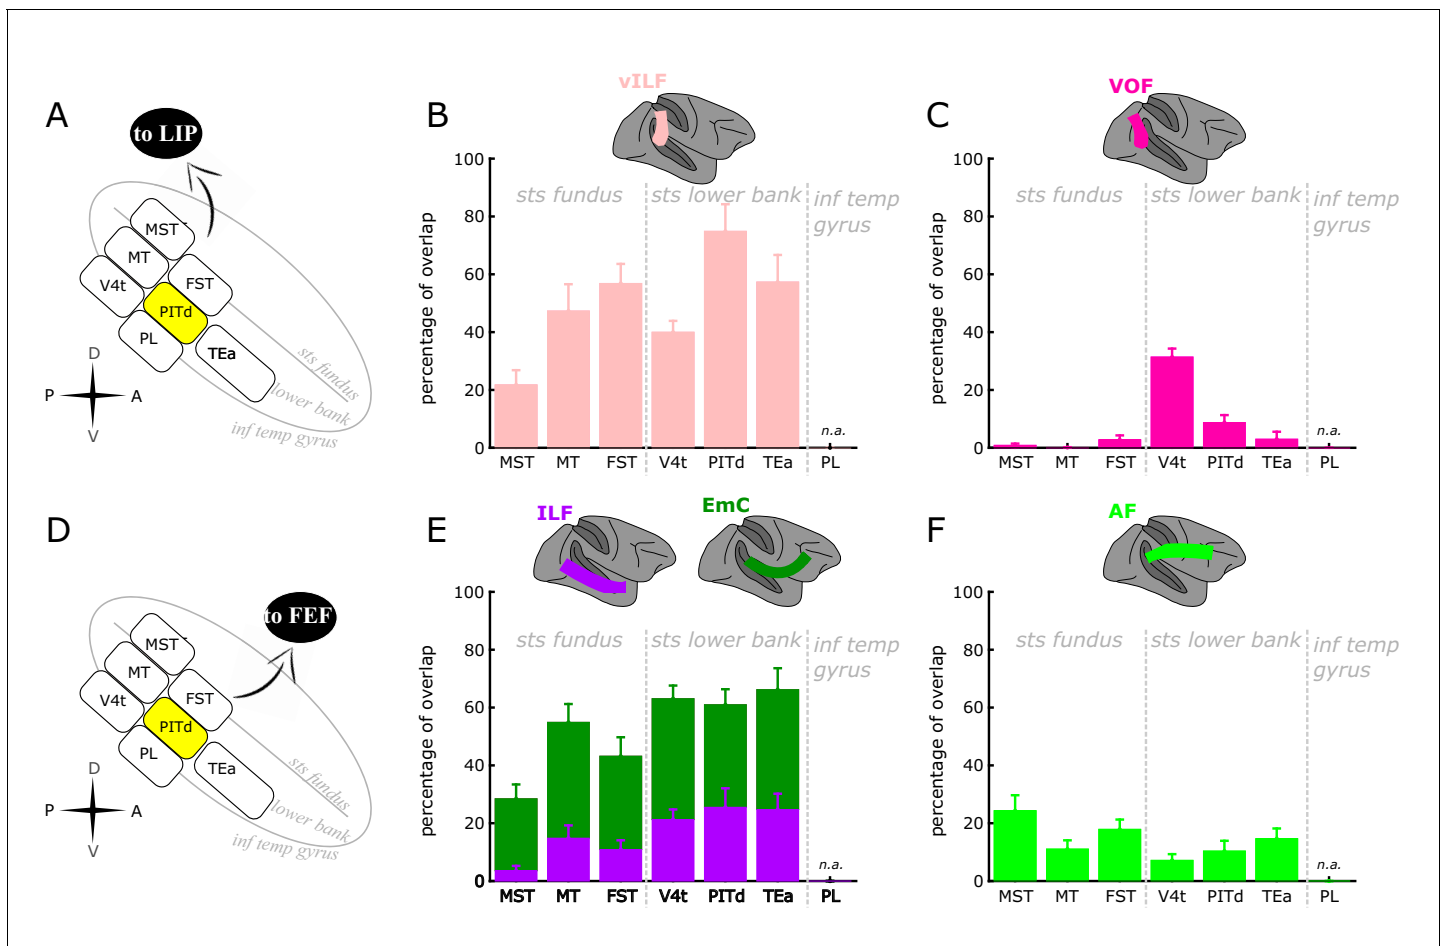 A
to LIP
MST
MT
V4t
FST
PITd
PL
TEa
D
P
A
V
sts fundus
lower bank
inf temp gyrus
B
vILF
percentage of overlap
100
80
60
40
20
0
sts fundus
sts lower bank
inf temp
gyrus
n.a.
MST MT FST V4t PITd TEa PL
C
VOF
percentage of overlap
100
80
60
40
20
0
sts fundus
sts lower bank
inf temp
gyrus
n.a.
MST MT FST V4t PITd TEa PL
D
to FEF
MST
MT
V4t
FST
PITd
PL
TEa
D
P
A
V
sts fundus
lower bank
inf temp gyrus
E
ILF
EmC
percentage of overlap
100
80
60
40
20
0
sts fundus
sts lower bank
inf temp
gyrus
n.a.
MST MT FST V4t PITd TEa PL
F
AF
percentage of overlap
100
80
60
40
20
0
sts fundus
sts lower bank
inf temp
gyrus
n.a.
MST MT FST V4t PITd TEa PL